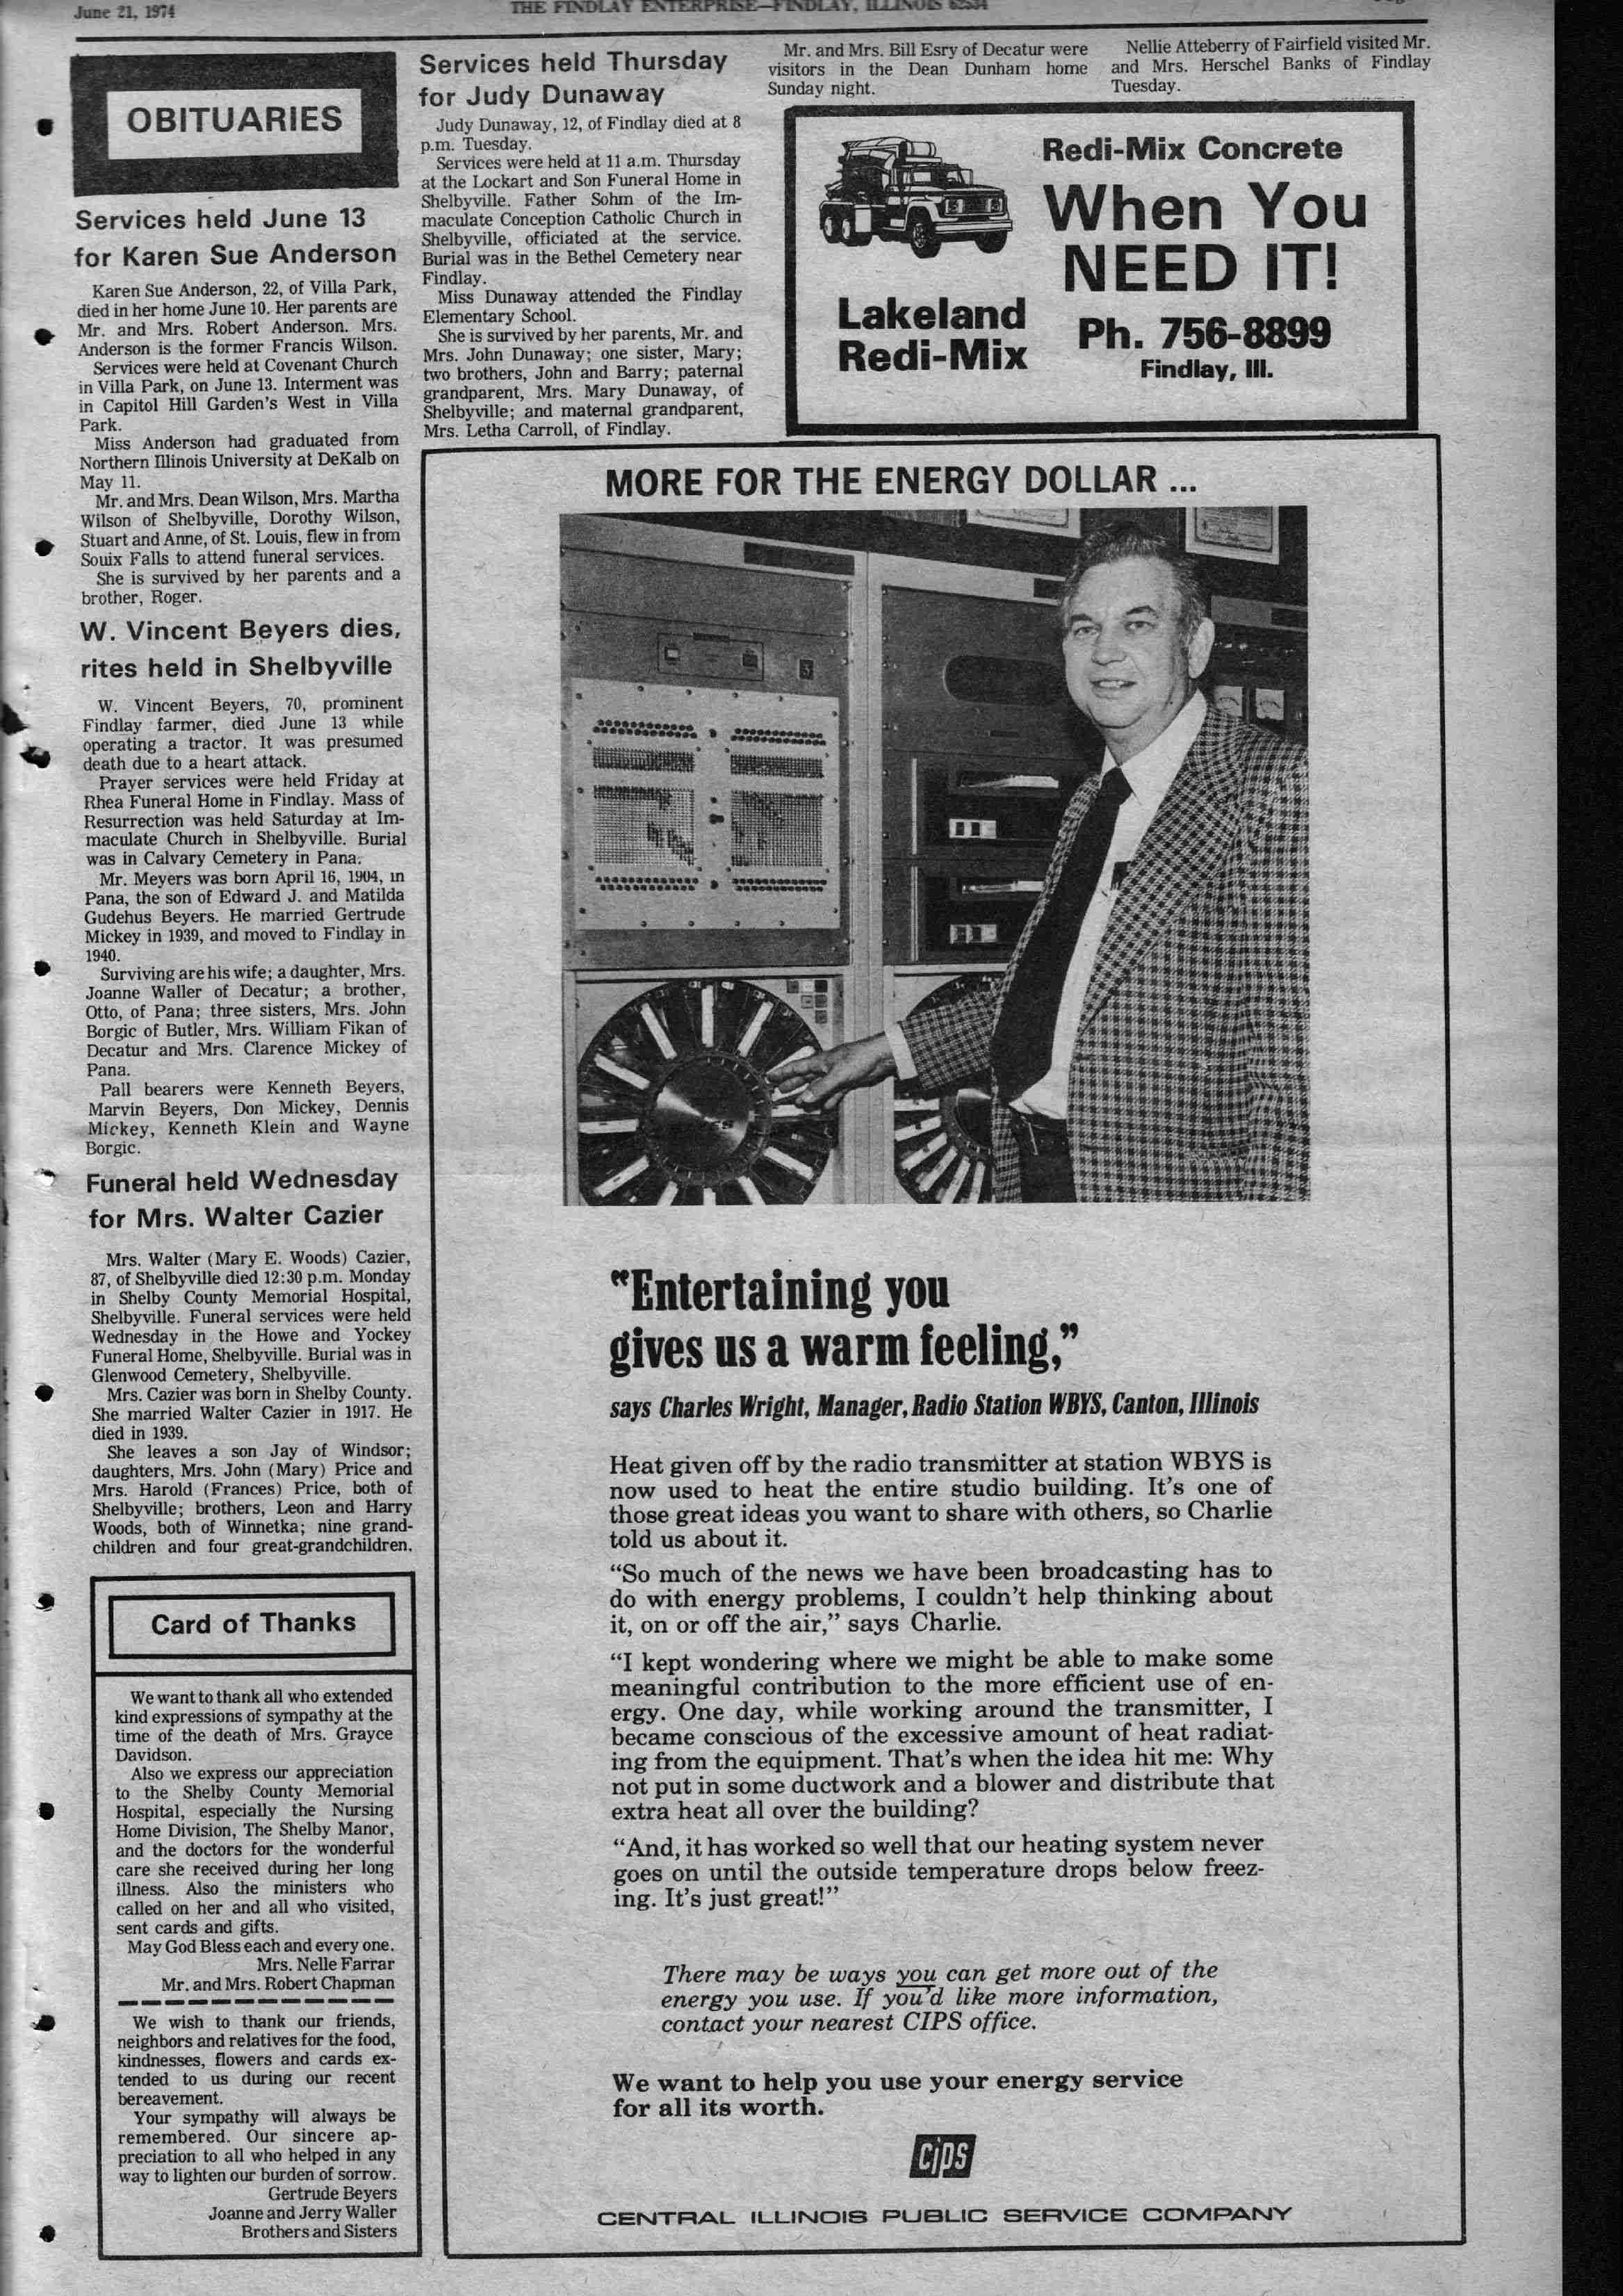 June 21, 1974
THE FINDLAY ENTERPRISE—FINDLAY, ILLINOIS 62534
OBITUARIES
Services held June 13
for Karen Sue Anderson
Karen Sue Anderson, 22, of Villa Park,
died in her home June 10. Her parents are
Mr. and Mrs. Robert Anderson. Mrs.
Anderson is the former Francis Wilson.
Services were held at Covenant Church
in Villa Park, on June 13. Interment was
in Capitol Hill Garden's West in Villa
Park.
Miss Anderson had graduated from
Northern Illinois University at DeKalb on
May 11.
Mr. and Mrs. Dean Wilson, Mrs. Martha
Wilson of Shelbyville, Dorothy Wilson,
Stuart and Anne, of St. Louis, flew in from
Souix Falls to attend funeral services.
She is survived by her parents and a
brother, Roger.
W. Vincent Beyers dies,
rites held in Shelbyville
W. Vincent Beyers, 70, prominent
Findlay farmer, died June 13 while
operating a tractor. It was presumed
death due to a heart attack.
Prayer services were held Friday at
Rhea Funeral Home in Findlay. Mass of
Resurrection was held Saturday at Im-
maculate Church in Shelbyville. Burial
was in Calvary Cemetery in Pana.
Mr. Meyers was born April 16, 1904, in
Pana, the son of Edward J. and Matilda
Gudehus Beyers. He married Gertrude
Mickey in 1939, and moved to Findlay in
1940.
Surviving are his wife; a daughter, Mrs.
Joanne Waller of Decatur; a brother,
Otto, of Pana; three sisters, Mrs. John
Borgic of Butler, Mrs. William Fikan of
Decatur and Mrs. Clarence Mickey of
Pana.
Pall bearers were Kenneth Beyers,
Marvin Beyers, Don Mickey, Dennis
Mickey, Kenneth Klein and Wayne
Borgic.
Funeral held Wednesday
for Mrs. Walter Cazier
Mrs. Walter (Mary E. Woods) Cazier,
87, of Shelbyville died 12:30 p.m. Monday
in Shelby County Memorial Hospital,
Shelbyville. Funeral services were held
Wednesday in the Howe and Yockey
Funeral Home, Shelbyville. Burial was in
Glenwood Cemetery, Shelbyville.
Mrs. Cazier was born in Shelby County.
She married Walter Cazier in 1917. He
died in 1939.
She leaves a son Jay of Windsor;
daughters, Mrs. John (Mary) Price and
Mrs. Harold (Frances) Price, both of
Shelbyville; brothers, Leon and Harry
Woods, both of Winnetka; nine grand-
children and four great-grandchildren.
Card of Thanks
We want to thank all who extended
kind expressions of sympathy at the
time of the death of Mrs. Grayce
Davidson.
Also we express our appreciation
to the Shelby County Memorial
Hospital, especially the Nursing
Home Division, The Shelby Manor,
and the doctors for the wonderful
care she received during her long
illness. Also the ministers who
called on her and all who visited,
sent cards and gifts.
May God Bless each and every one.
Mrs. Nelle Farrar
Mr. and Mrs. Robert Chapman
We wish to thank our friends,
neighbors and relatives for the food,
kindnesses, flowers and cards ex-
tended to us during our recent
bereavement.
Your sympathy will always be
remembered. Our sincere ap-
preciation to all who helped in any
way to lighten our burden of sorrow.
Gertrude Beyers
Joanne and Jerry Waller
Brothers and Sisters
Services held Thursday
for Judy Dunaway
Judy Dunaway, 12, of Findlay died at 8
p.m. Tuesday.
Services were held at 11 a.m. Thursday
at the Lockart and Son Funeral Home in
Shelbyville. Father Sohm of the Im-
maculate Conception Catholic Church in
Shelbyville, officiated at the service.
Burial was in the Bethel Cemetery near
Findlay.
Miss Dunaway attended the Findlay
Elementary School.
She is survived by her parents, Mr. and
Mrs. John Dunaway; one sister, Mary;
two brothers, John and Barry; paternal
grandparent, Mrs. Mary Dunaway, of
Shelbyville; and maternal grandparent,
Mrs. Letha Carroll, of Findlay.
Mr. and Mrs. Bill Esry of Decatur were
visitors in the Dean Dunham home
Sunday night.
Nellie Atteberry of Fairfield visited Mr.
and Mrs. Herschel Banks of Findlay
Tuesday.
Redi-Mix Concrete
When You
NEED IT!
Lakeland
Redi-Mix
Ph. 756-8899
Findlay, Ill.
MORE FOR THE ENERGY DOLLAR ...
"Entertaining you
gives us a warm feeling,"
says Charles Wright, Manager, Radio Station WBYS, Canton, Illinois
Heat given off by the radio transmitter at station WBYS is
now used to heat the entire studio building. It's one of
those great ideas you want to share with others, so Charlie
told us about it.
"So much of the news we have been broadcasting has to
do with energy problems, I couldn't help thinking about
it, on or off the air," says Charlie.
"I kept wondering where we might be able to make some
meaningful contribution to the more efficient use of en-
ergy. One day, while working around the transmitter, I
became conscious of the excessive amount of heat radiat-
ing from the equipment. That's when the idea hit me: Why
not put in some ductwork and a blower and distribute that
extra heat all over the building?
"And, it has worked so well that our heating system never
goes on until the outside temperature drops below freez-
ing. It's just great!"
There may be ways you can get more out of the
energy you use. If you'd like more information,
contact your nearest CIPS office.
We want to help you use your energy service
for all its worth.
cips
CENTRAL ILLINOIS PUBLIC SERVICE COMPANY